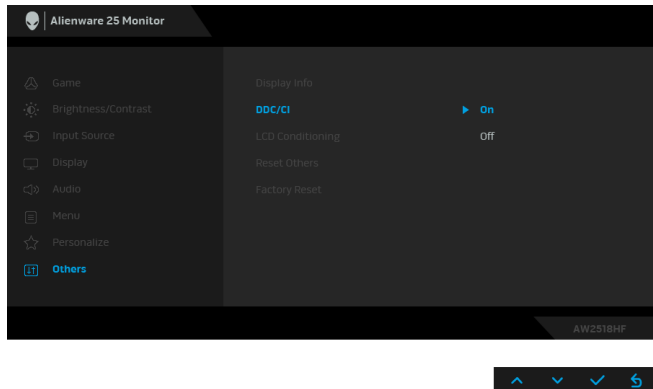 Alienware 25 Monitor
Game
Display Info
Brightness/Contrast
DDC/CI
On
Input Source
LCD Conditioning
Off
Display
Reset Others
Audio
Factory Reset
Menu
Personalize
Others
AW2518HF